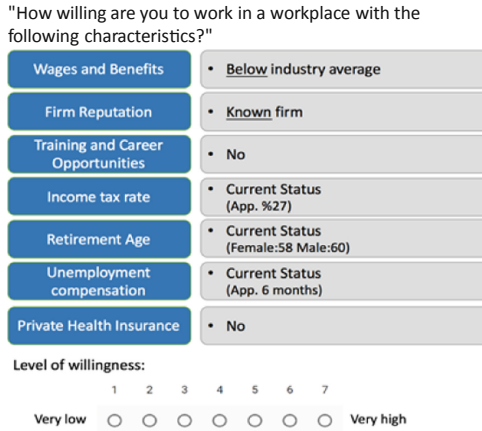 "How willing are you to work in a workplace with the
following characteristics?"
Wages and Benefits
• Below industry average
Firm Reputation
• Known firm
Training and Career
Opportunities
• No
Income tax rate
• Current Status
(App. %27)
Retirement Age
• Current Status
(Female:58 Male:60)
Unemployment
compensation
• Current Status
(App. 6 months)
Private Health Insurance
• No
Level of willingness:
1 2 3 4 5 6 7
Very low Very high